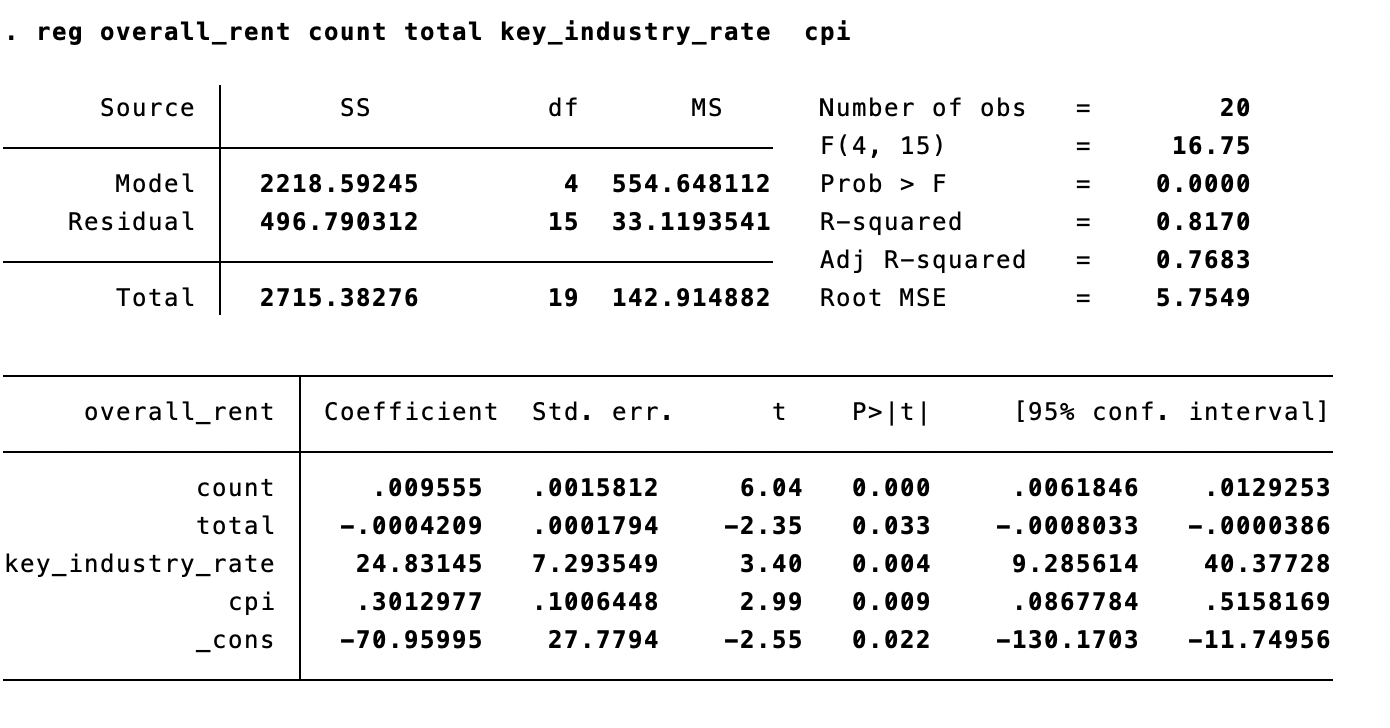 . reg overall_rent count total key_industry_rate  cpi
Source SS df MS Number of obs = 20
F(4, 15) = 16.75
Model 2218.59245 4 554.648112 Prob > F = 0.0000
Residual 496.790312 15 33.1193541 R-squared = 0.8170
Adj R-squared = 0.7683
Total 2715.38276 19 142.914882 Root MSE = 5.7549
overall_rent Coefficient Std. err. t P>|t| [95% conf. interval]
count .009555 .0015812 6.04 0.000 .0061846 .0129253
total -.0004209 .0001794 -2.35 0.033 -.0008033 -.0000386
key_industry_rate 24.83145 7.293549 3.40 0.004 9.285614 40.37728
cpi .3012977 .1006448 2.99 0.009 .0867784 .5158169
_cons -70.95995 27.7794 -2.55 0.022 -130.1703 -11.74956